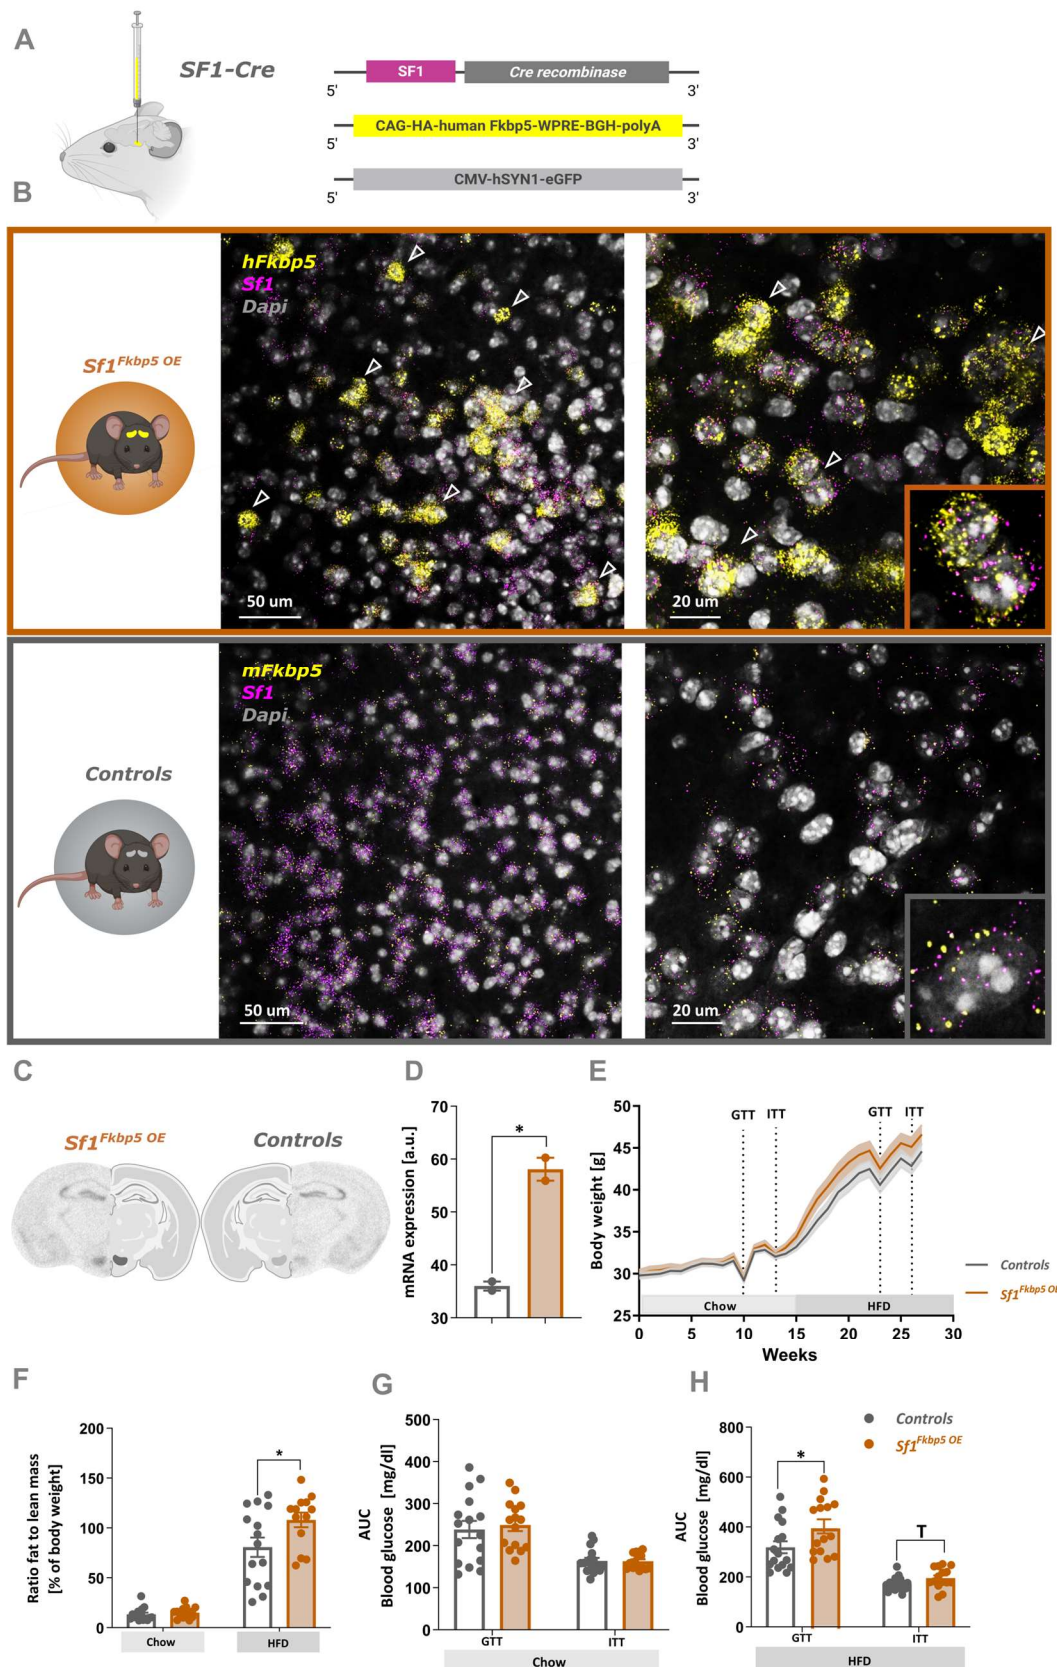 A
SF1-Cre
SF1
Cre recombinase
5'
3'
CAG-HA-human Fkbp5-WPRE-BGH-polyA
5'
3'
CMV-hSYN1-eGFP
5'
3'
B
hFkbp5
Sf1
Dapi
Sf1Fkbp5 OE
50 um
20 um
mFkbp5
Sf1
Dapi
Controls
50 um
20 um
C
Sf1Fkbp5 OE
Controls
D
mRNA expression [a.u.]
70
60
50
40
30
*
E
Body weight [g]
50
45
40
35
30
25
GTT
ITT
GTT
ITT
Chow
HFD
0
5
10
15
20
25
30
Weeks
Controls
Sf1Fkbp5 OE
F
Ratio fat to lean mass
[% of body weight]
200
150
100
50
0
*
Chow
HFD
G
AUC
Blood glucose [mg/dl]
500
400
300
200
100
0
GTT
ITT
Chow
H
AUC
Blood glucose [mg/dl]
800
600
400
200
0
*
T
GTT
ITT
HFD
Controls
Sf1Fkbp5 OE